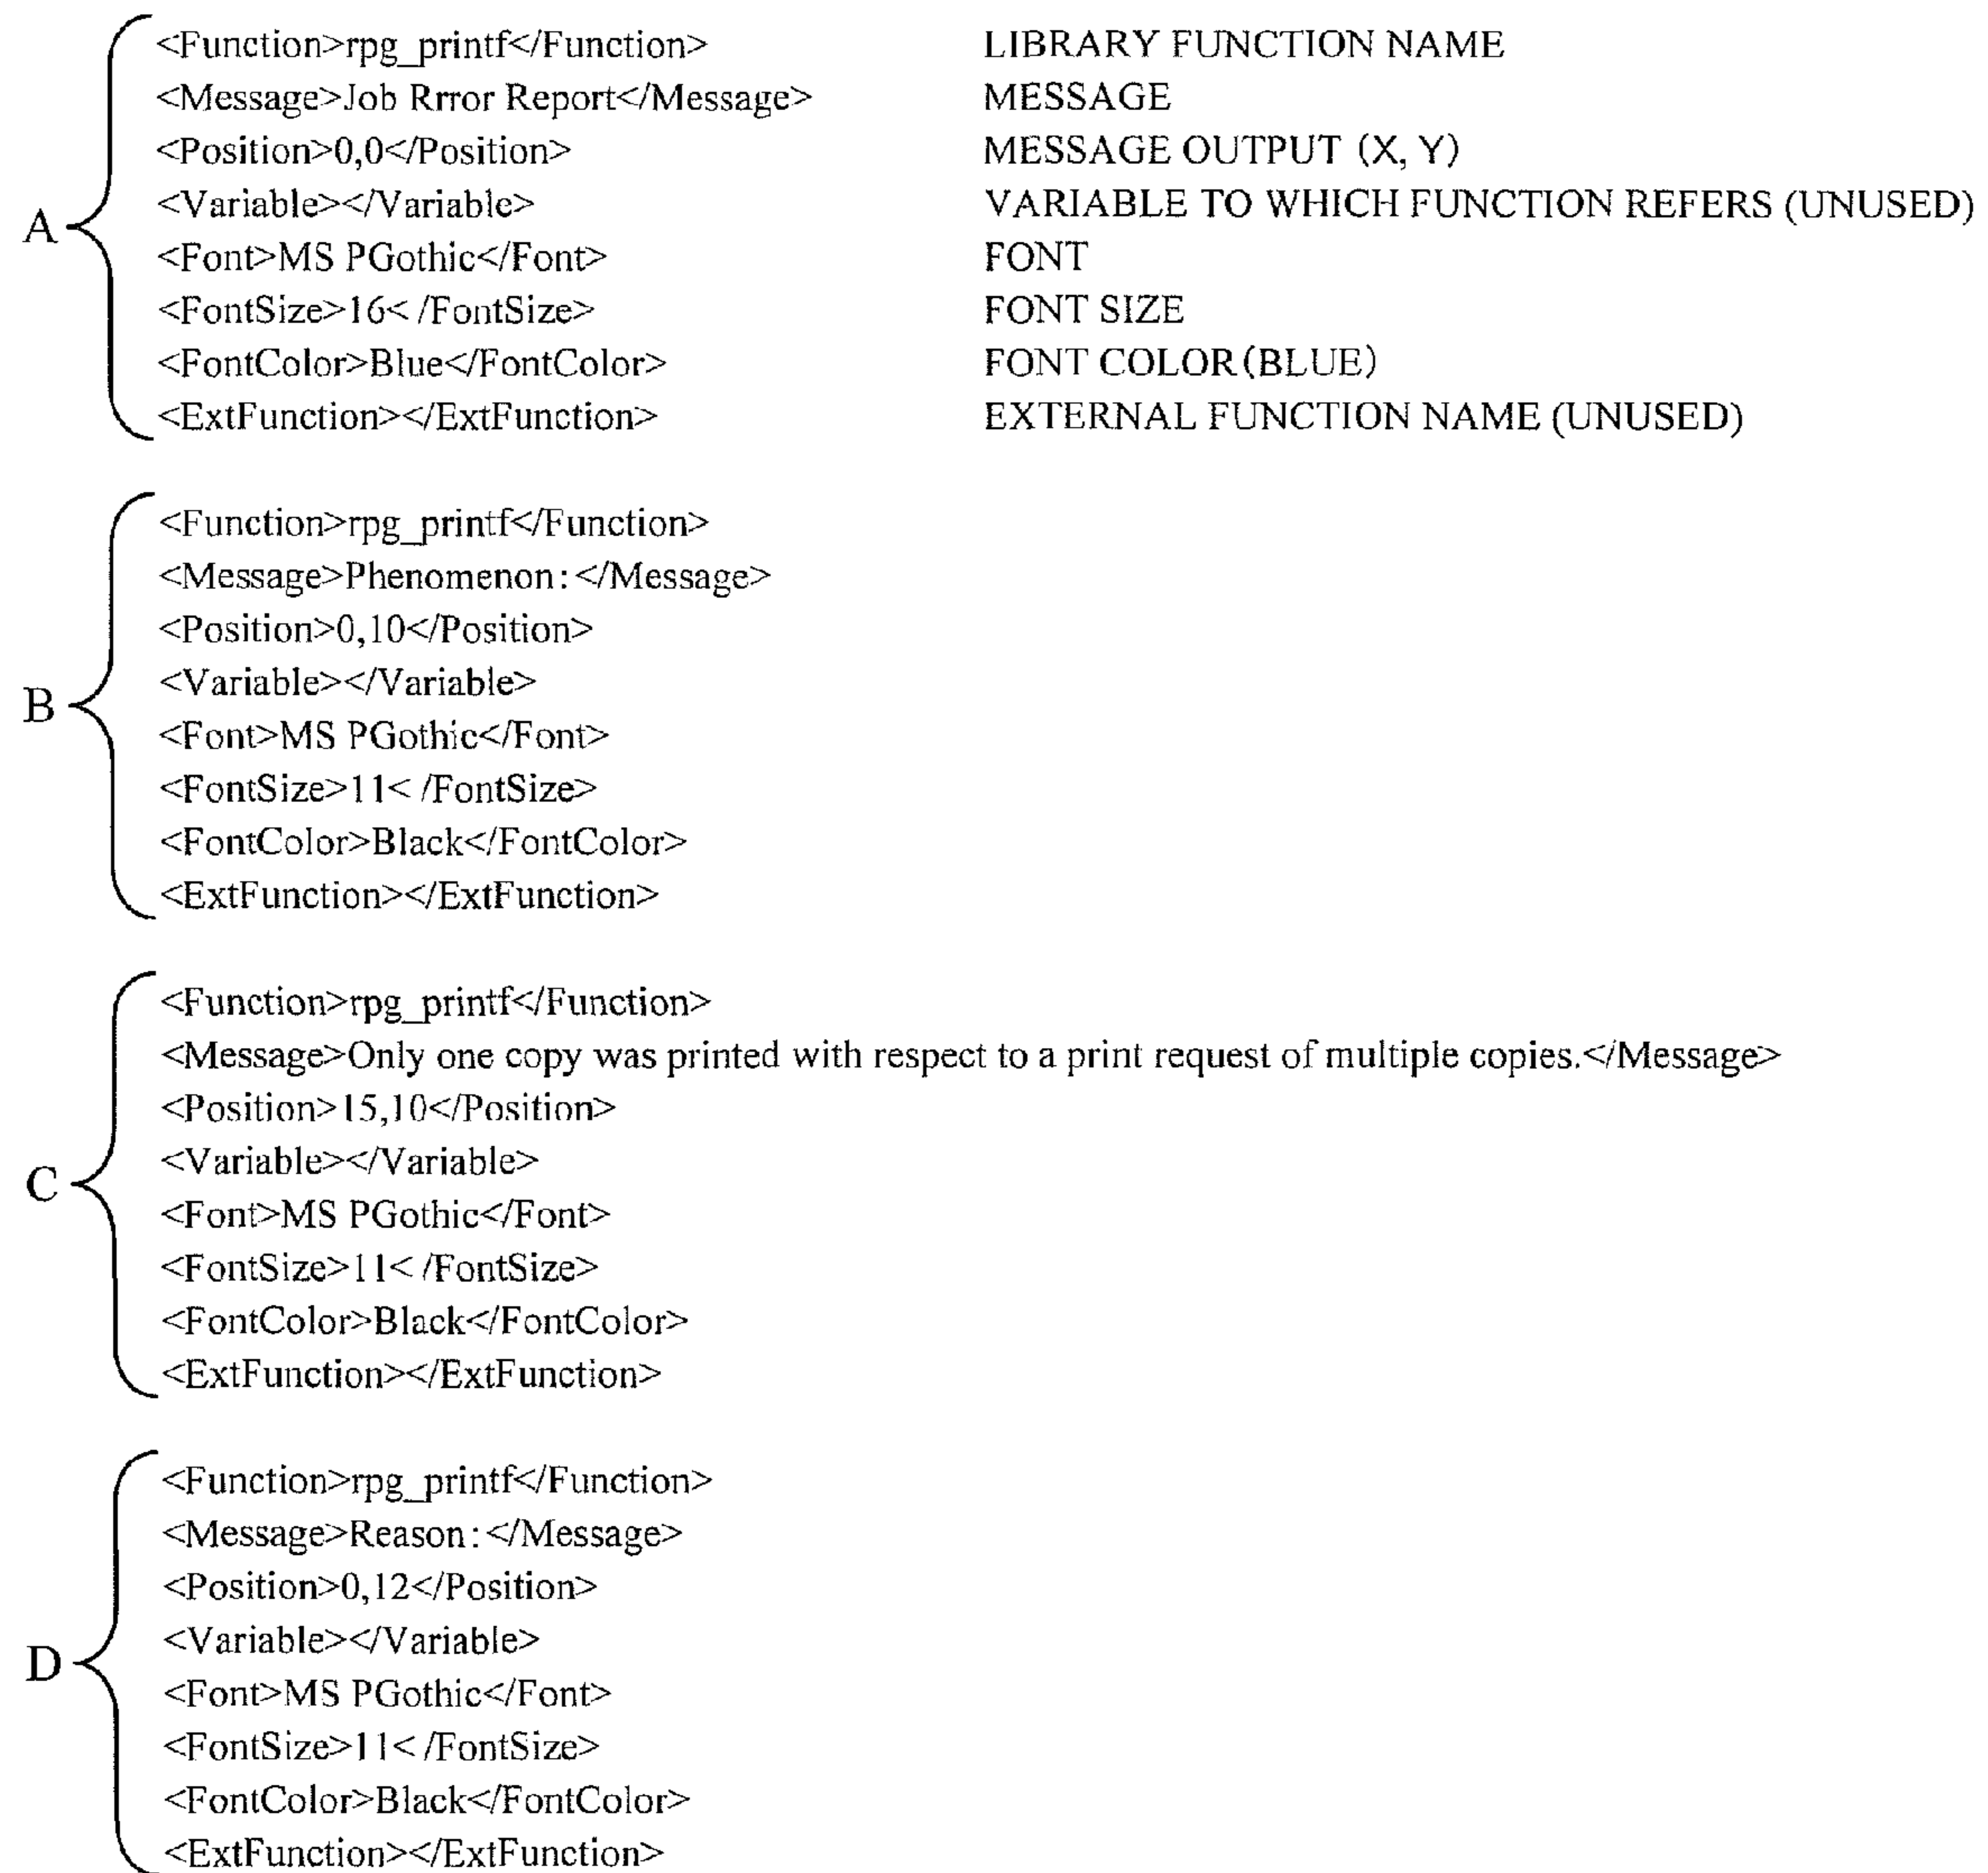 <Function>rpg_printf</Function> LIBRARY FUNCTION NAME
<Message>Job Rrror Report</Message> MESSAGE
<Position>0,0</Position> MESSAGE OUTPUT (X, Y)
<Variable></Variable> VARIABLE TO WHICH FUNCTION REFERS (UNUSED)
A
<Font>MS PGothic</Font> FONT
<FontSize>16< /FontSize> FONT SIZE
<FontColor>Blue</FontColor> FONT COLOR(BLUE)
<ExtFunction></ExtFunction> EXTERNAL FUNCTION NAME (UNUSED)
<Function>rpg_printf</Function>
<Message>Phenomenon:</Message>
<Position>0,10</Position>
<Variable></Variable>
B
<Font>MS PGothic</Font>
<FontSize>11< /FontSize>
<FontColor>Black</FontColor>
<ExtFunction></ExtFunction>
<Function>rpg_printf</Function>
<Message>Only one copy was printed with respect to a print request of multiple copies.</Message>
<Position>15,10</Position>
<Variable></Variable>
C
<Font>MS PGothic</Font>
<FontSize>11< /FontSize>
<FontColor>Black</FontColor>
<ExtFunction></ExtFunction>
<Function>rpg_printf</Function>
<Message>Reason:</Message>
<Position>0,12</Position>
<Variable></Variable>
D
<Font>MS PGothic</Font>
<FontSize>11< /FontSize>
<FontColor>Black</FontColor>
<ExtFunction></ExtFunction>